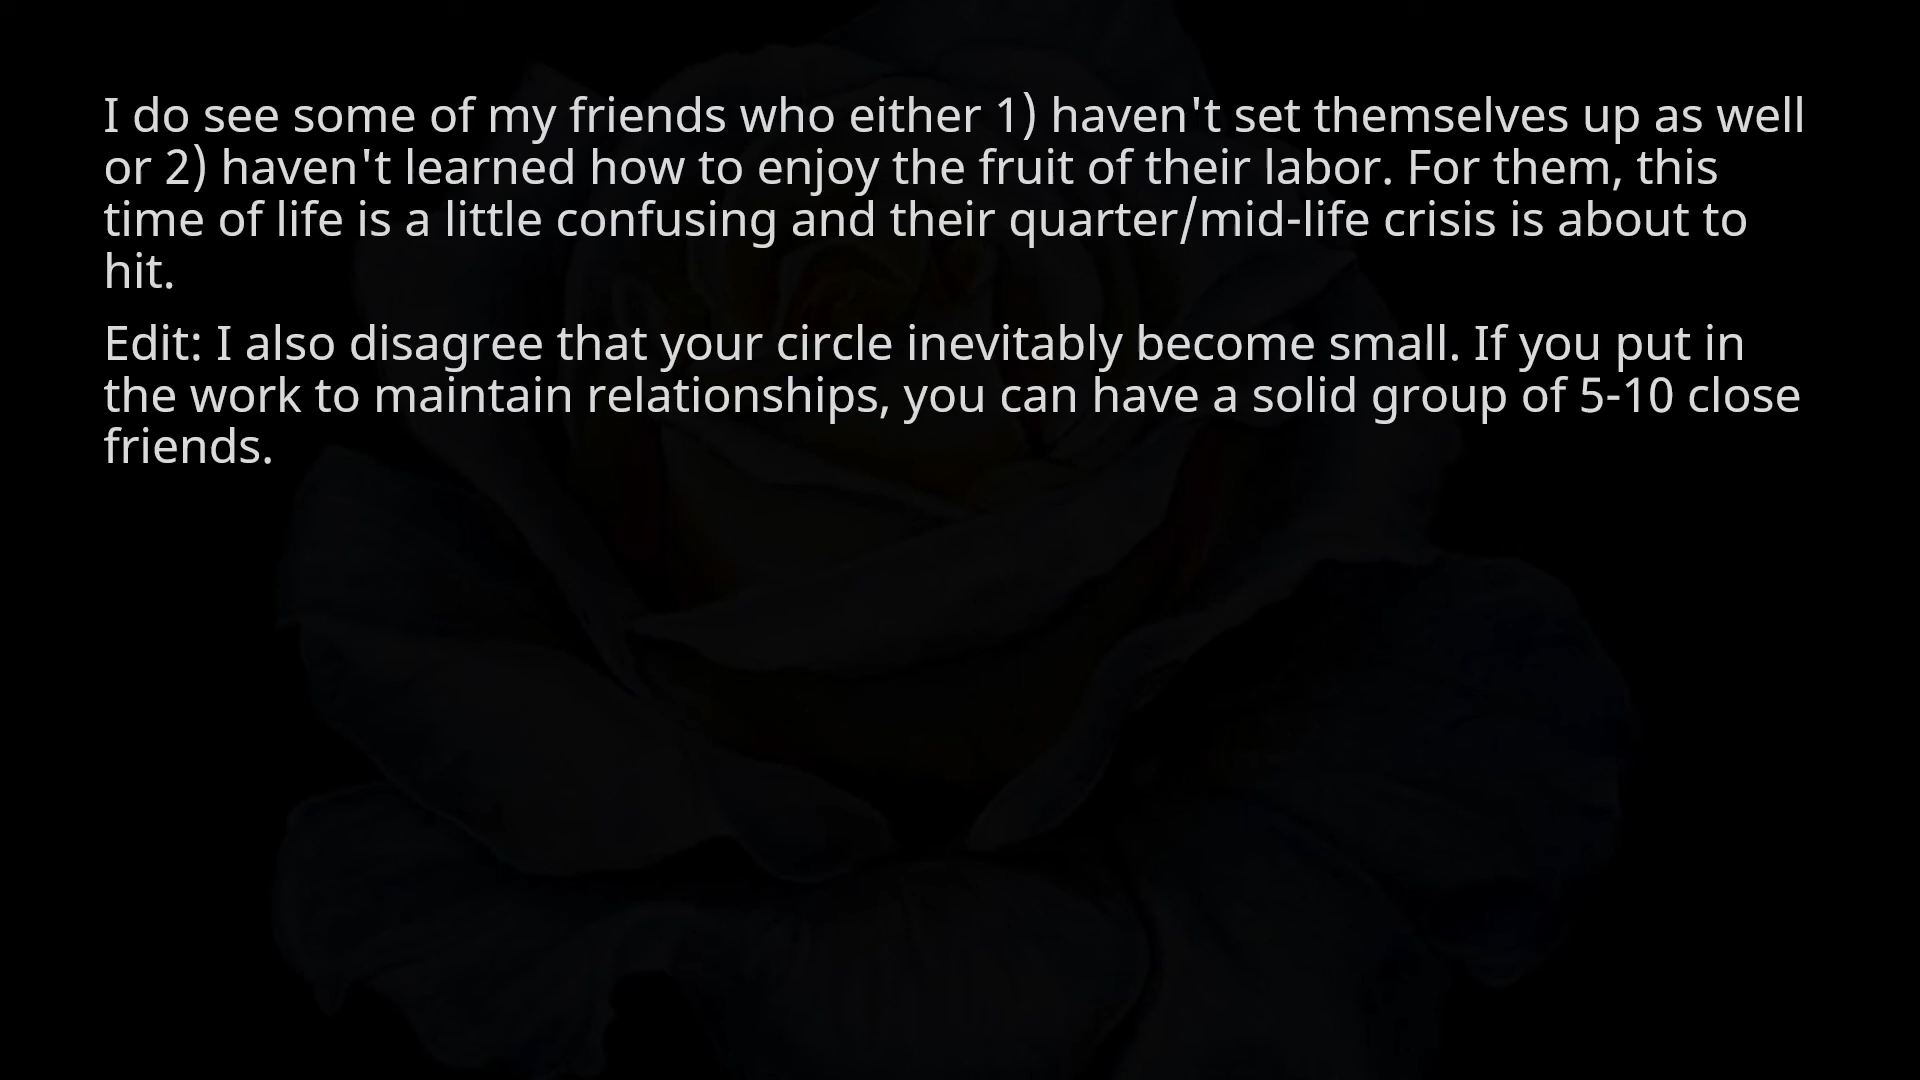 I do see some of my friends who either 1) haven't set themselves up as well
or 2) haven't learned how to enjoy the fruit of their labor. For them, this
time of life is a little confusing and their quarter/mid-life crisis is about to
hit.
Edit: I also disagree that your circle inevitably become small. If you put in
the work to maintain relationships, you can have a solid group of 5-10 close
friends.